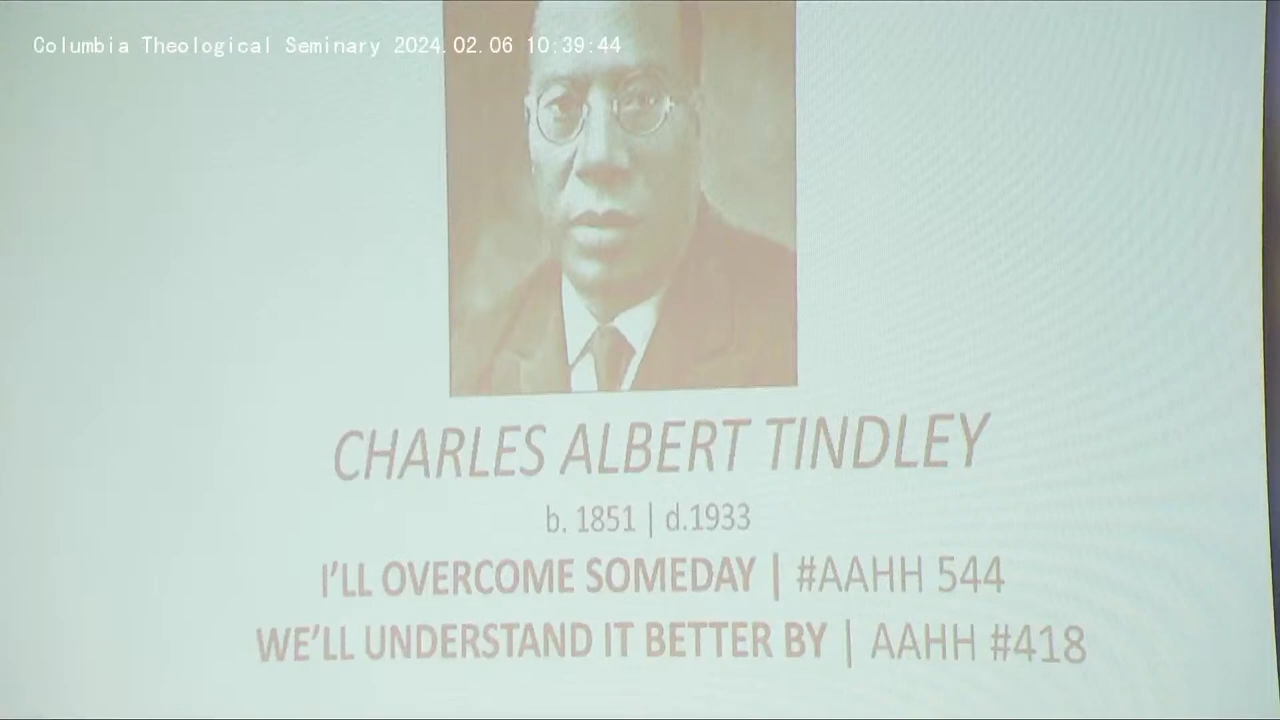 Columbia Theological Seminary 2024.02.06 10:39:44
CHARLES ALBERT TINDLEY
b. 1851 | d.1933
I'LL OVERCOME SOMEDAY | #AAHH 544
WE'LL UNDERSTAND IT BETTER BY | AAHH #418